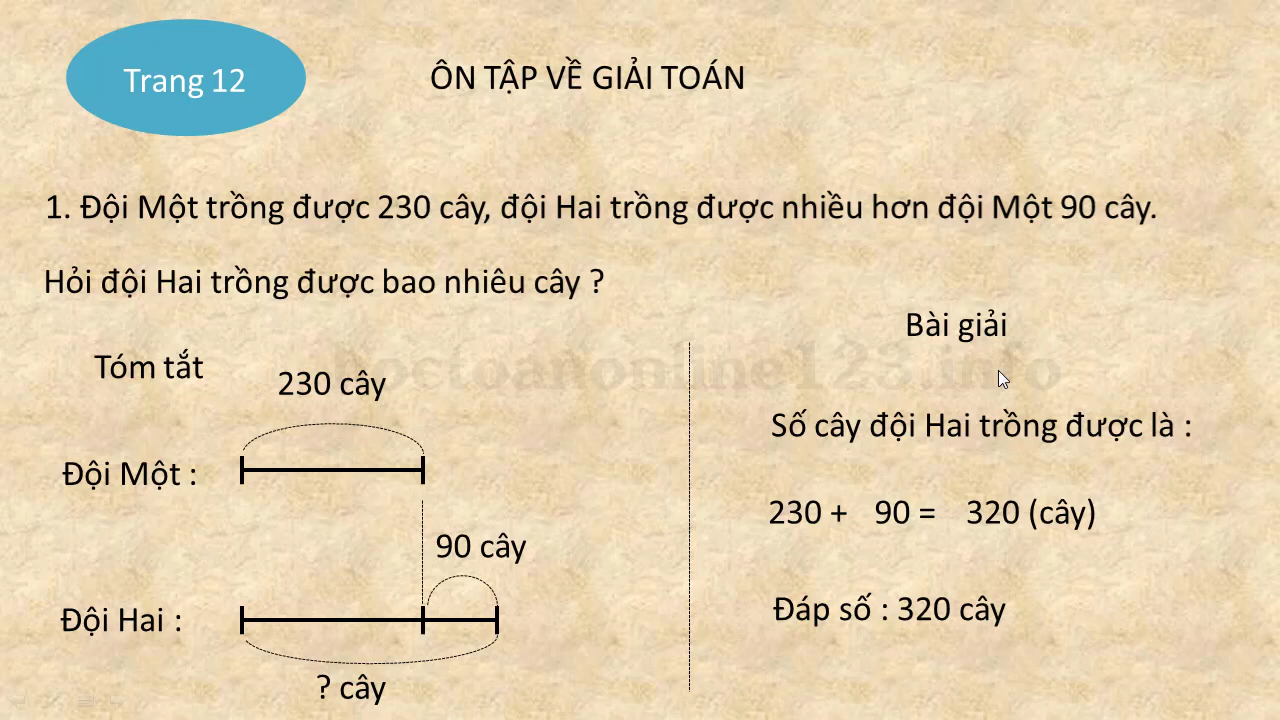 Trang 12
ÔN TẬP VỀ GIẢI TOÁN
1. Đội Một trồng được 230 cây, đội Hai trồng được nhiều hơn đội Một 90 cây.
Hỏi đội Hai trồng được bao nhiêu cây ?
Tóm tắt
230 cây
Đội Một :
90 cây
Đội Hai :
? cây
Bài giải
octoanonline123.info
Số cây đội Hai trồng được là :
230 + 90 = 320 (cây)
Đáp số : 320 cây